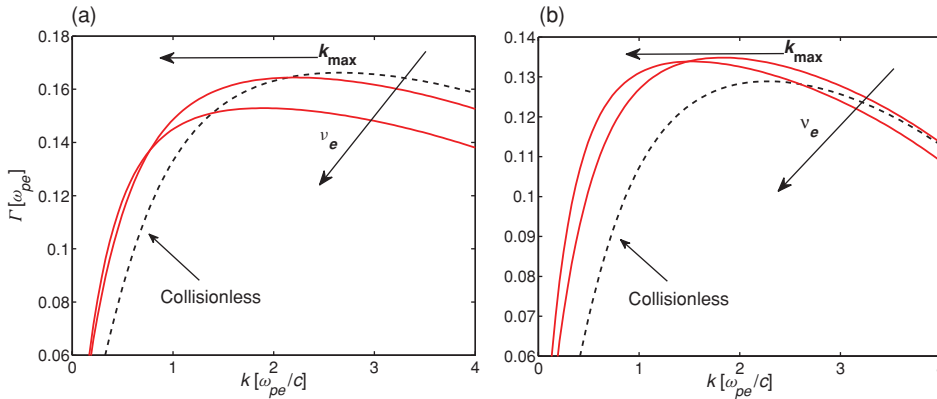 (a)
0.18
0.16
0.14
0.12
0.1
0.08
0.06
Γ [ω_pe]
k_max
ν_e
Collisionless
0 1 2 3 4
k [ω_pe/c]
(b)
0.14
0.13
0.12
0.11
0.1
0.09
0.08
0.07
0.06
k_max
ν_e
Collisionless
0 1 2 3 4
k [ω_pe/c]